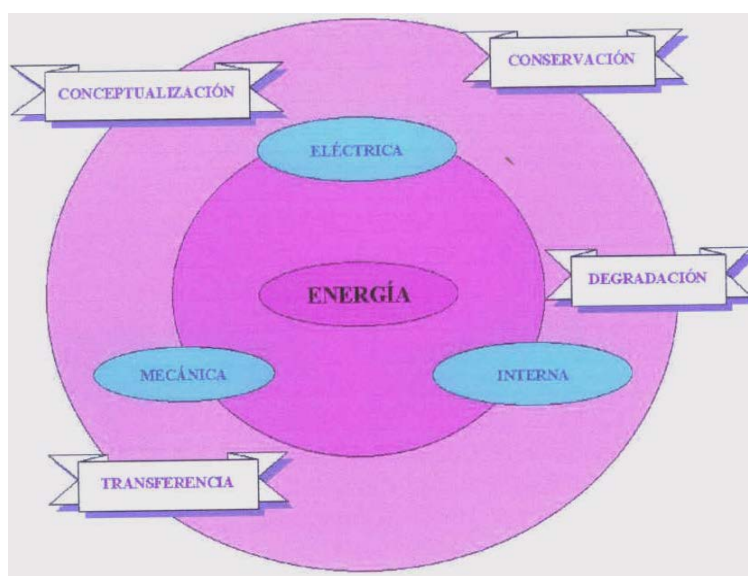 CONSERVACIÓN
CONCEPTUALIZACIÓN
ELÉCTRICA
DEGRADACIÓN
ENERGÍA
MECÁNICA
INTERNA
TRANSFERENCIA